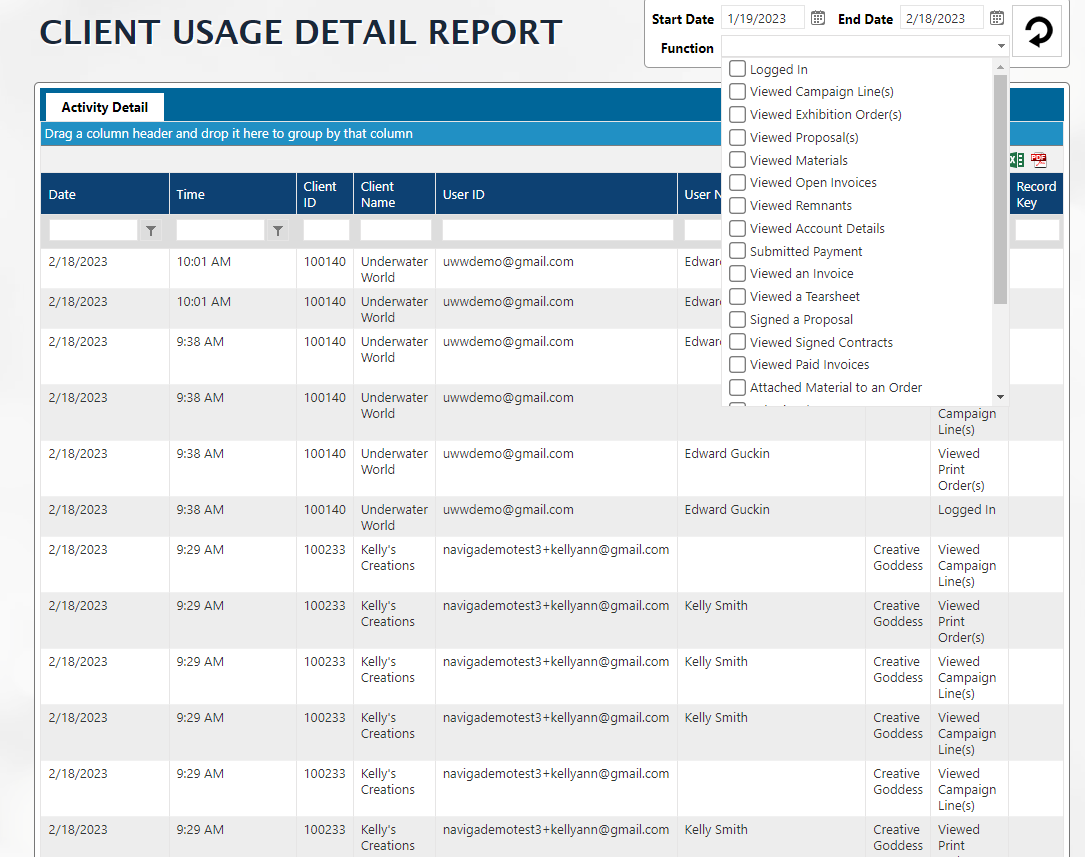 CLIENT USAGE DETAIL REPORT
Start Date 1/19/2023 End Date 2/18/2023
Function
Logged In
Viewed Campaign Line(s)
Viewed Exhibition Order(s)
Viewed Proposal(s)
Viewed Materials
Viewed Open Invoices
Viewed Remnants
Viewed Account Details
Submitted Payment
Viewed an Invoice
Viewed a Tearsheet
Signed a Proposal
Viewed Signed Contracts
Viewed Paid Invoices
Attached Material to an Order
Activity Detail
Drag a column header and drop it here to group by that column
PDF
Date Time Client ID Client Name User ID User N Record Key
2/18/2023 10:01 AM 100140 Underwater World uwwdemo@gmail.com Edwar
2/18/2023 10:01 AM 100140 Underwater World uwwdemo@gmail.com Edwar
2/18/2023 9:38 AM 100140 Underwater World uwwdemo@gmail.com Edwar
2/18/2023 9:38 AM 100140 Underwater World uwwdemo@gmail.com Campaign Line(s)
2/18/2023 9:38 AM 100140 Underwater World uwwdemo@gmail.com Edward Guckin Viewed Print Order(s)
2/18/2023 9:38 AM 100140 Underwater World uwwdemo@gmail.com Edward Guckin Logged In
2/18/2023 9:29 AM 100233 Kelly's Creations navigademotest3+kellyann@gmail.com Creative Goddess Viewed Campaign Line(s)
2/18/2023 9:29 AM 100233 Kelly's Creations navigademotest3+kellyann@gmail.com Kelly Smith Creative Goddess Viewed Print Order(s)
2/18/2023 9:29 AM 100233 Kelly's Creations navigademotest3+kellyann@gmail.com Kelly Smith Creative Goddess Viewed Campaign Line(s)
2/18/2023 9:29 AM 100233 Kelly's Creations navigademotest3+kellyann@gmail.com Kelly Smith Creative Goddess Viewed Campaign Line(s)
2/18/2023 9:29 AM 100233 Kelly's Creations navigademotest3+kellyann@gmail.com Creative Goddess Viewed Campaign Line(s)
2/18/2023 9:29 AM 100233 Kelly's Creations navigademotest3+kellyann@gmail.com Kelly Smith Creative Goddess Viewed Print